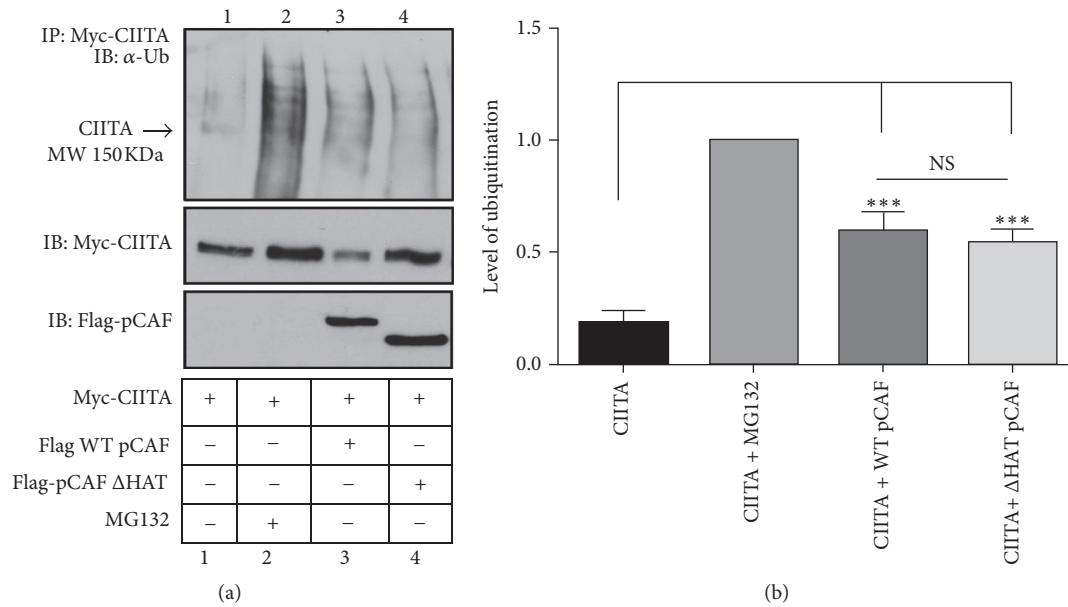 1 2 3 4
IP: Myc-CIITA
IB: α-Ub
CIITA →
MW 150 KDa
IB: Myc-CIITA
IB: Flag-pCAF
Myc-CIITA + + + +
Flag WT pCAF − − + −
Flag-pCAF ΔHAT − − − +
MG132 − + − −
1 2 3 4
(a)
Level of ubiquitination
1.5
1.0
0.5
0.0
NS
***
***
CIITA
CIITA + MG132
CIITA + WT pCAF
CIITA+ ΔHAT pCAF
(b)